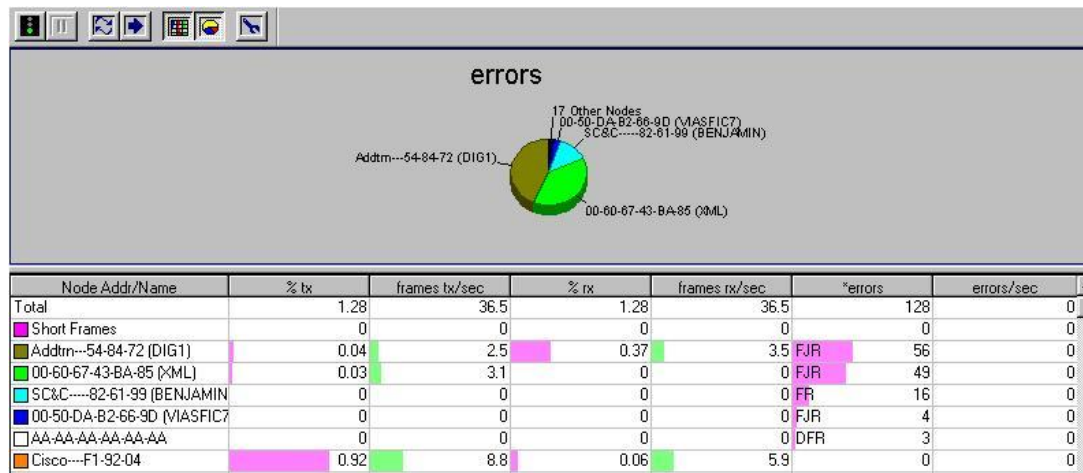 errors
17 Other Nodes
00-50-DA-B2-66-9D (VIASFIC7)
SC&C-----82-61-99 (BENJAMIN)
Addtrn---54-84-72 (DIG1)
00-60-67-43-BA-85 (XML)
Node Addr/Name % tx frames tx/sec % rx frames rx/sec *errors errors/sec
Total 1.28 36.5 1.28 36.5 128 0
Short Frames 0 0 0 0 0 0
Addtrn---54-84-72 (DIG1) 0.04 2.5 0.37 3.5 FJR 56 0
00-60-67-43-BA-85 (XML) 0.03 3.1 0 0 FJR 49 0
SC&C-----82-61-99 (BENJAMIN 0 0 0 0 FR 16 0
00-50-DA-B2-66-9D (VIASFIC7 0 0 0 0 FJR 4 0
AA-AA-AA-AA-AA-AA 0 0 0 0 DFR 3 0
Cisco----F1-92-04 0.92 8.8 0.06 5.9 0 0